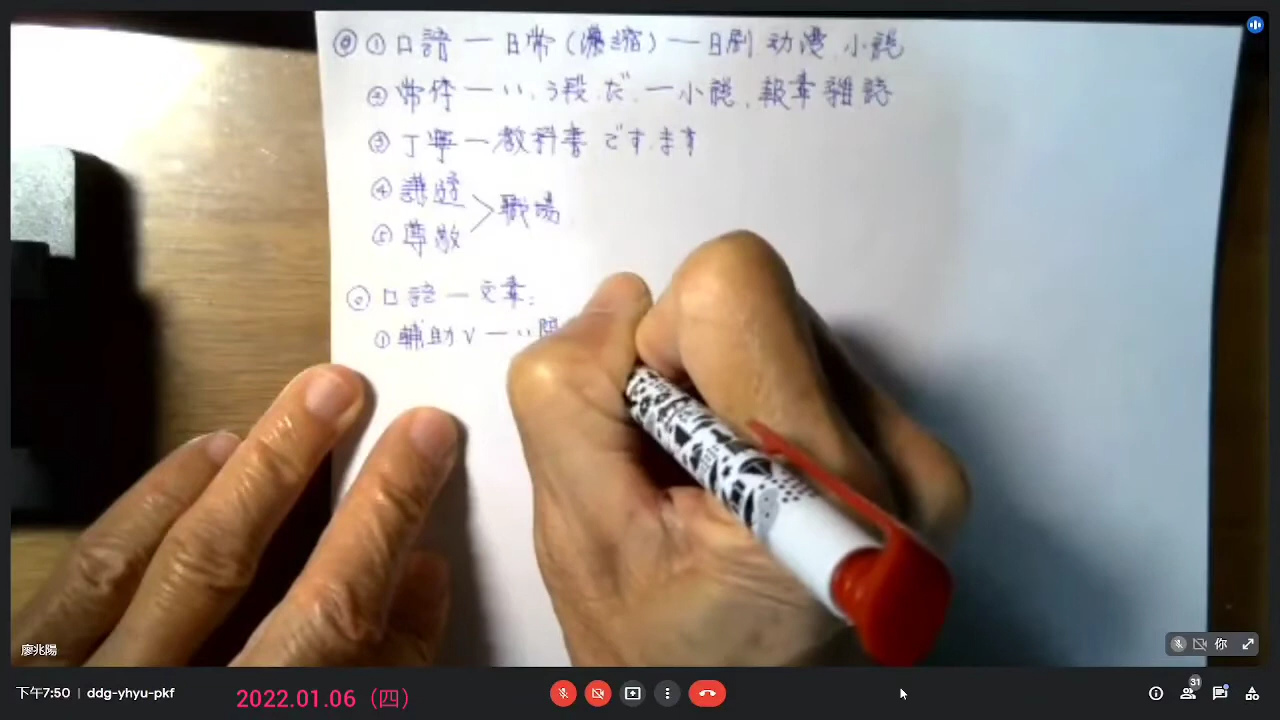 ◎ ① 口語 — 日常 (濃縮) — 日劇 动漫、小説
② 常体 — い、う段、だ、— 小説、報章雜誌
③ 丁寧 — 教科書 です、ます
④ 謙遜
> 職場
⑤ 尊敬
◎ 口語 — 文章:
① 輔助V — い
廖兆陽
你
下午7:50 | ddg-yhyu-pkf
2022.01.06 (四)
31